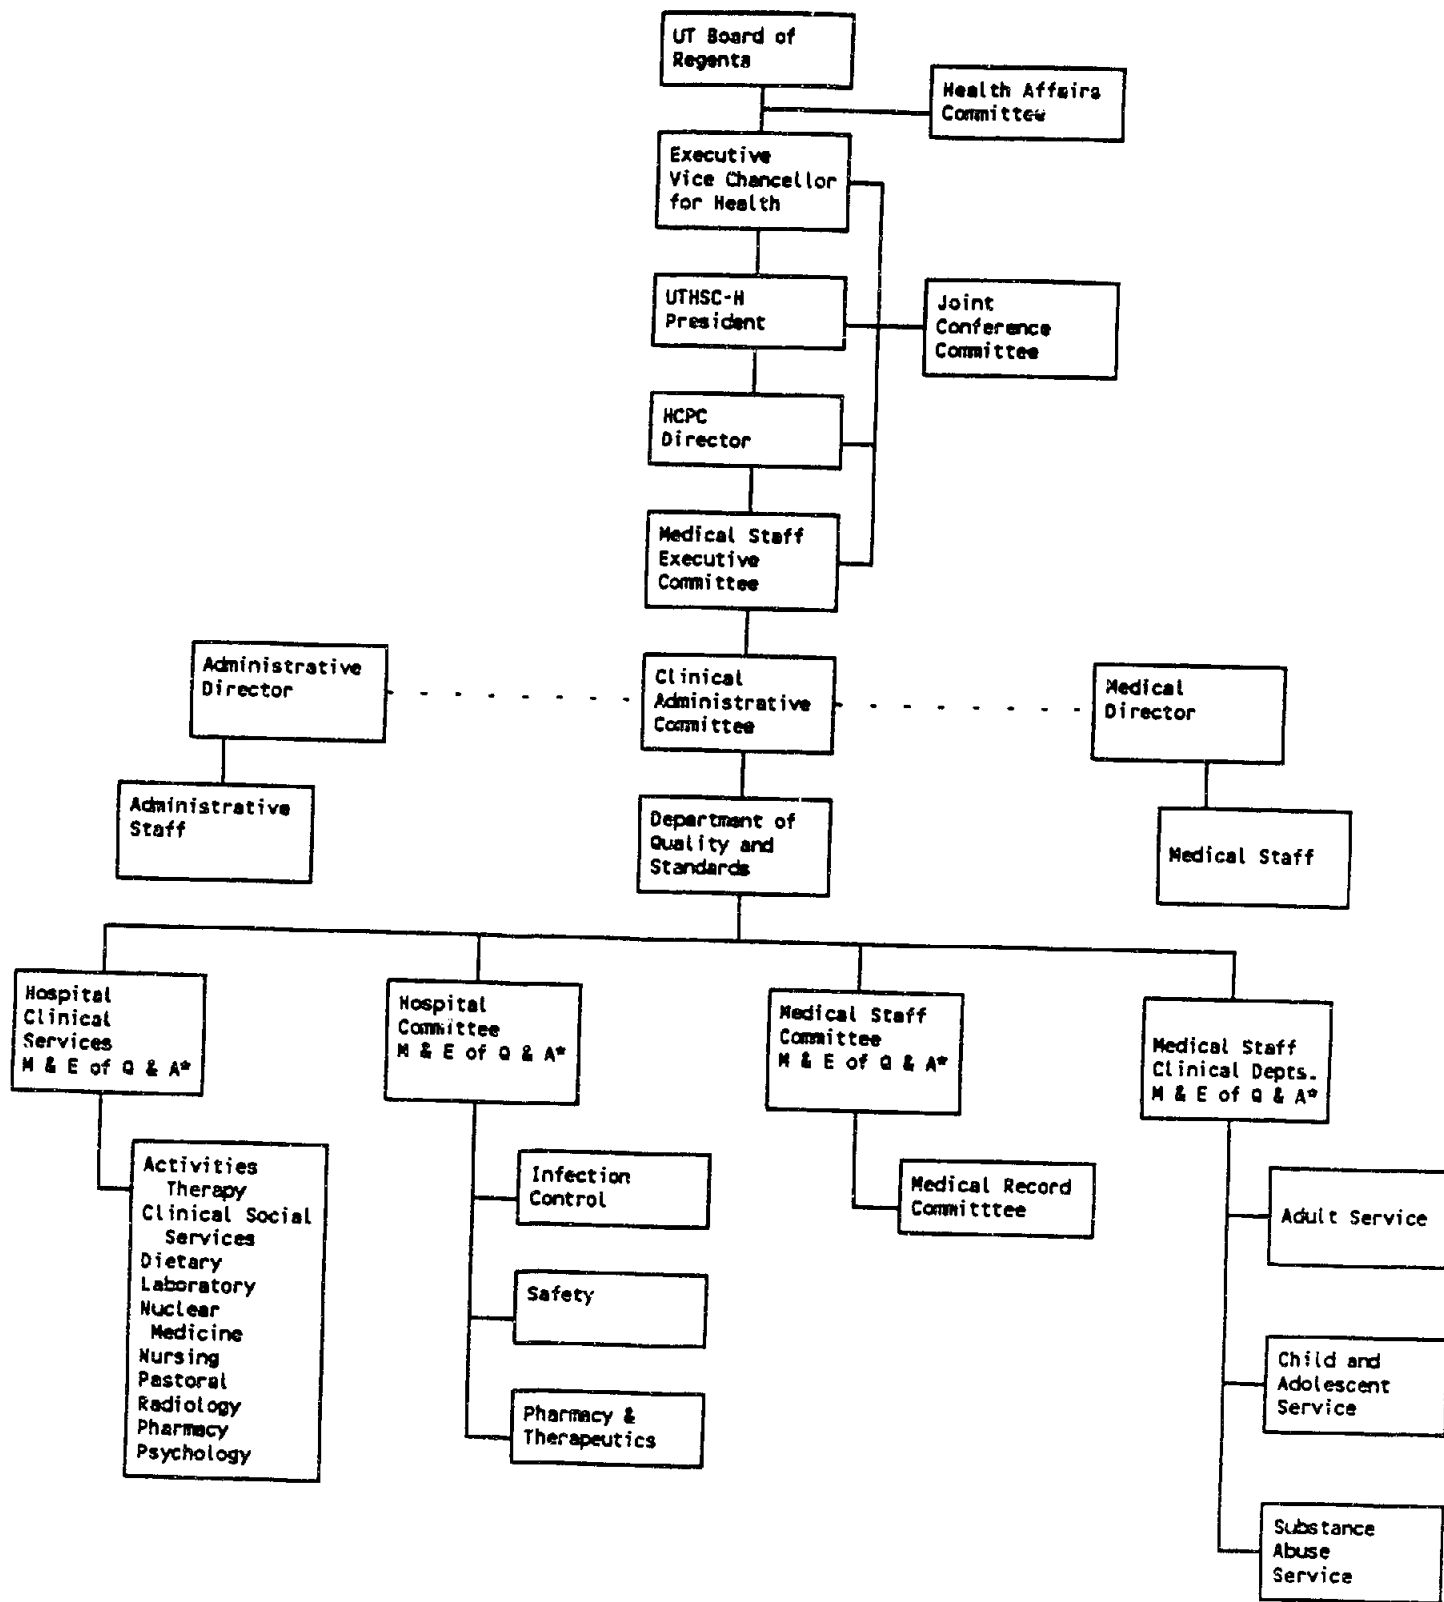 UT Board of
Regents
Health Affairs
Committee
Executive
Vice Chancellor
for Health
UTHSC-H
President
Joint
Conference
Committee
HCPC
Director
Medical Staff
Executive
Committee
Administrative
Director
Clinical
Administrative
Committee
Medical
Director
Administrative
Staff
Department of
Quality and
Standards
Medical Staff
Hospital
Clinical
Services
M & E of Q & A*
Hospital
Committee
M & E of Q & A*
Medical Staff
Committee
M & E of Q & A*
Medical Staff
Clinical Depts.
M & E of Q & A*
Activities
Therapy
Clinical Social
Services
Dietary
Laboratory
Nuclear
Medicine
Nursing
Pastoral
Radiology
Pharmacy
Psychology
Infection
Control
Safety
Pharmacy &
Therapeutics
Medical Record
Committtee
Adult Service
Child and
Adolescent
Service
Substance
Abuse
Service